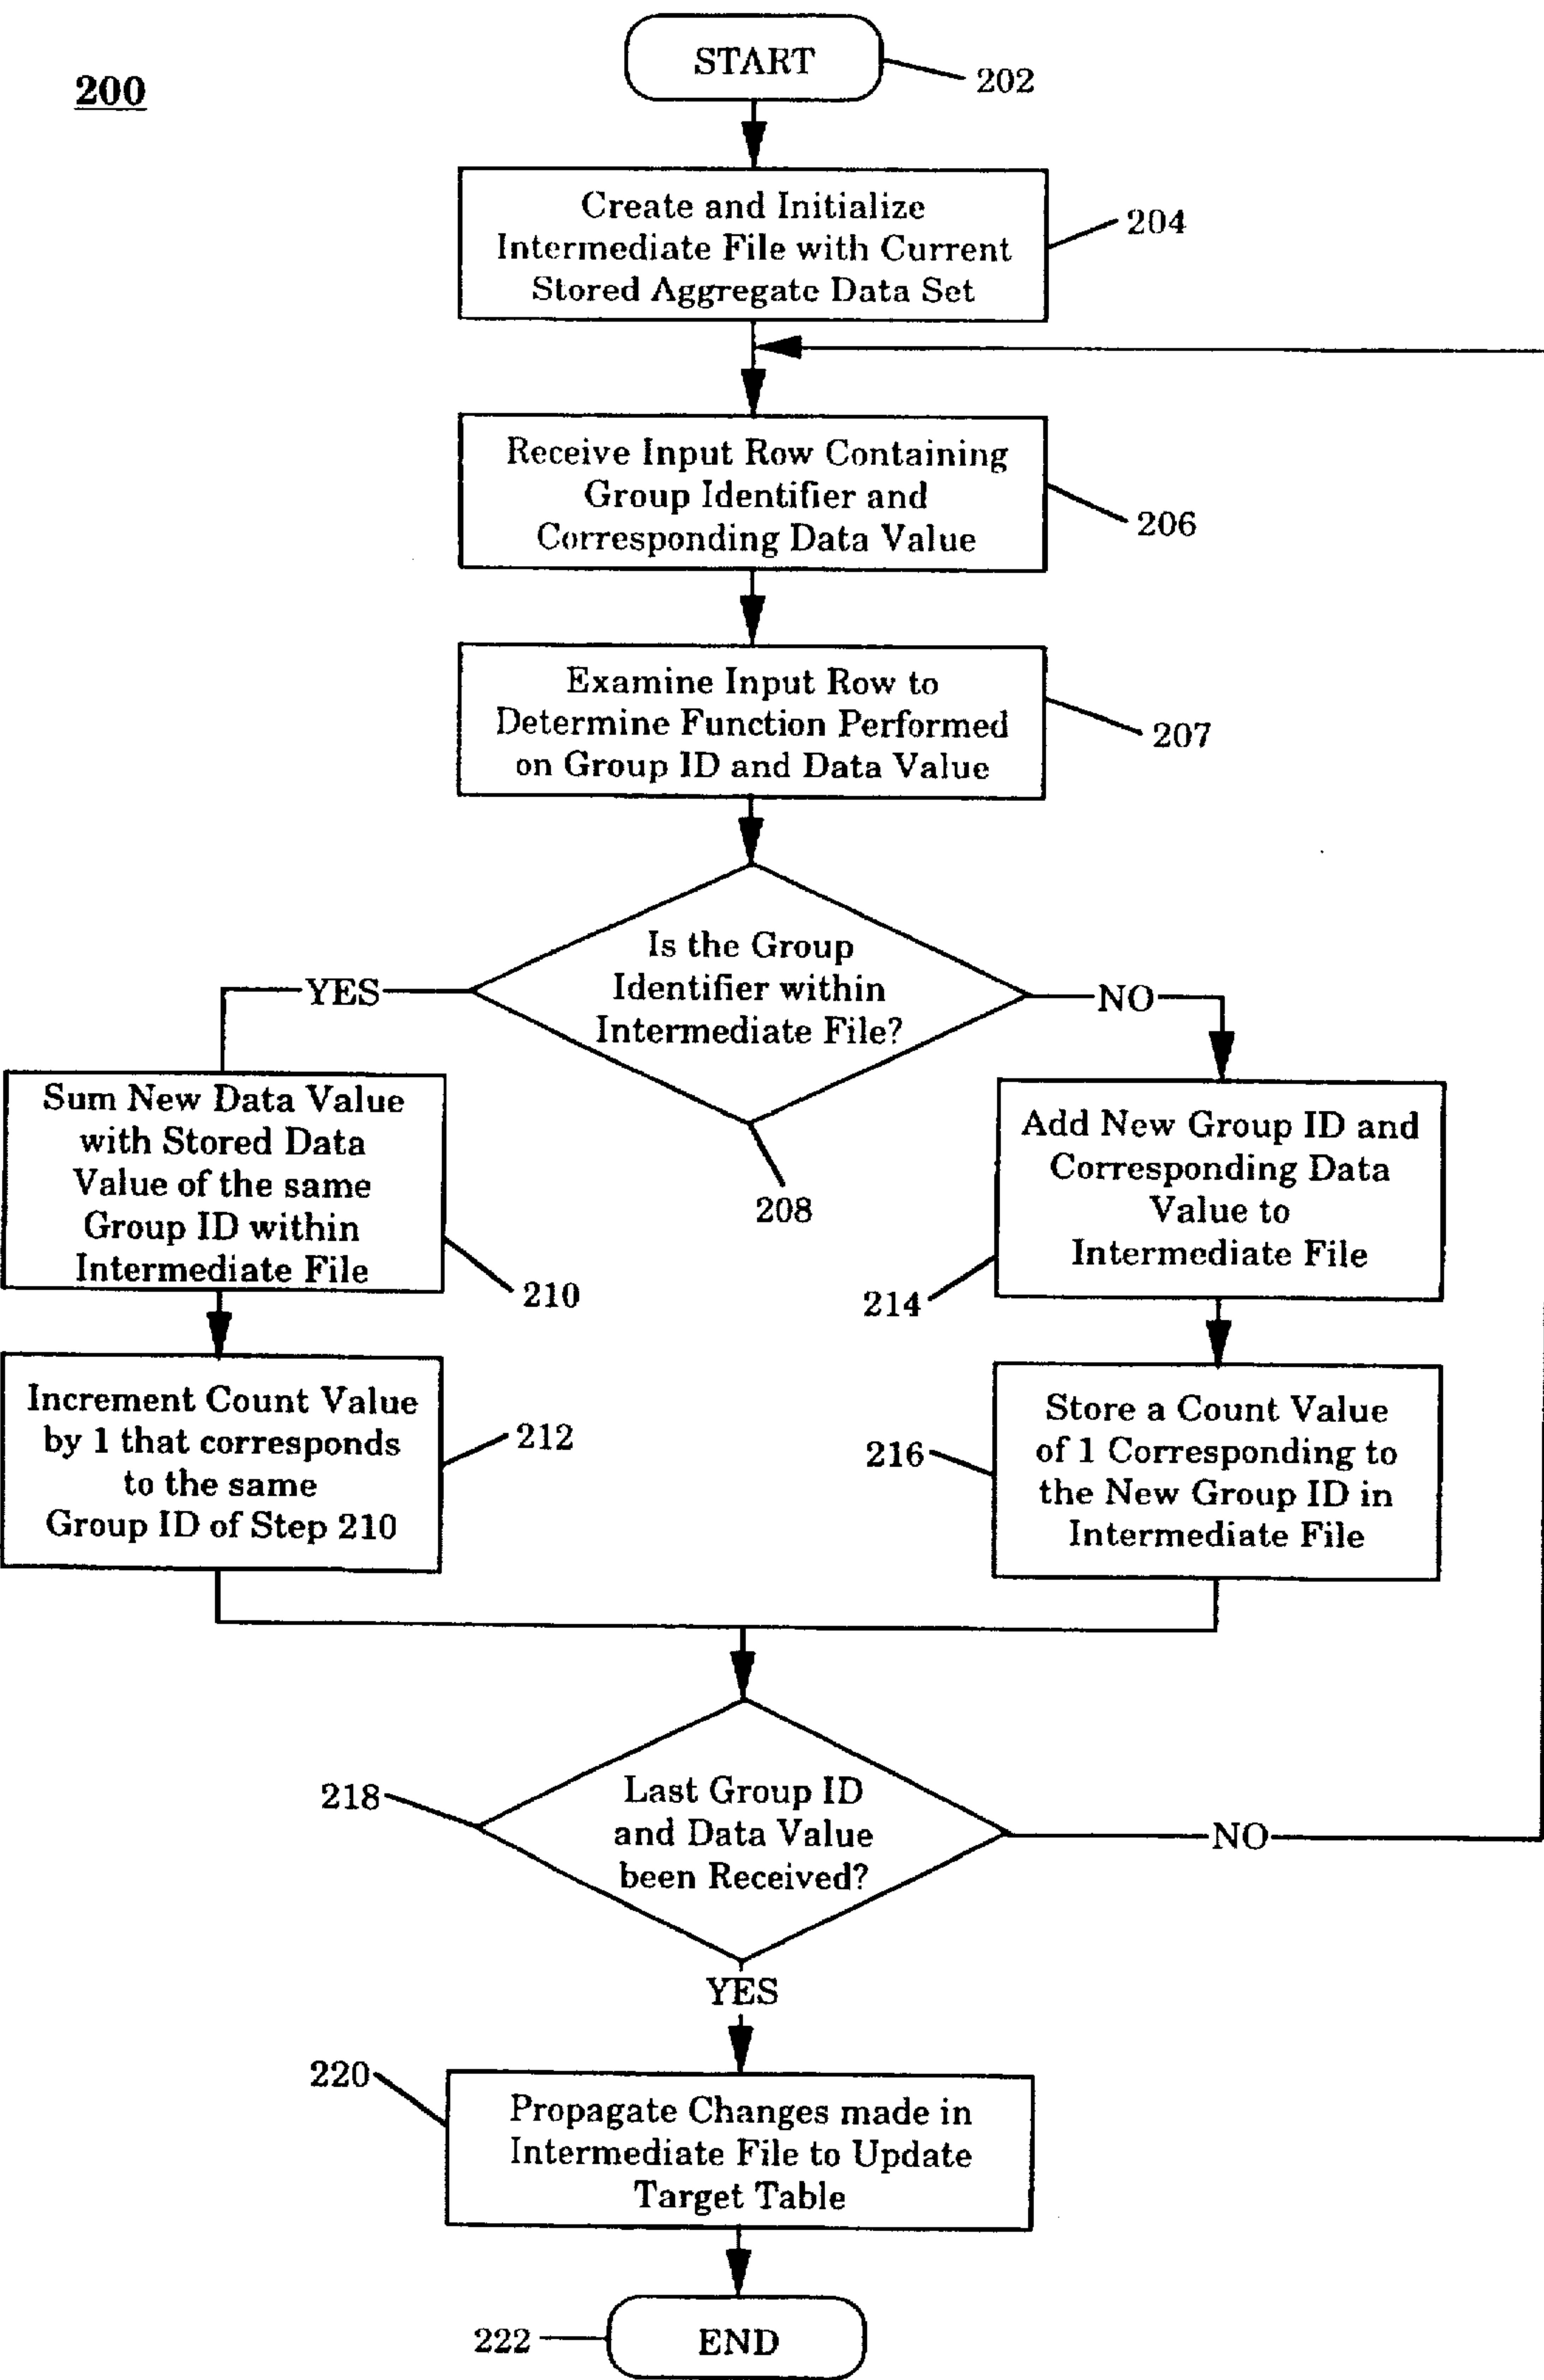 START
202
200
Create and Initialize
Intermediate File with Current
Stored Aggregate Data Set
204
Receive Input Row Containing
Group Identifier and
Corresponding Data Value
206
Examine Input Row to
Determine Function Performed
on Group ID and Data Value
207
Is the Group
Identifier within
Intermediate File?
YES
NO
208
Sum New Data Value
with Stored Data
Value of the same
Group ID within
Intermediate File
210
Add New Group ID and
Corresponding Data
Value to
Intermediate File
214
Increment Count Value
by 1 that corresponds
to the same
Group ID of Step 210
212
Store a Count Value
of 1 Corresponding to
the New Group ID in
Intermediate File
216
Last Group ID
and Data Value
been Received?
218
NO
YES
Propagate Changes made in
Intermediate File to Update
Target Table
220
END
222